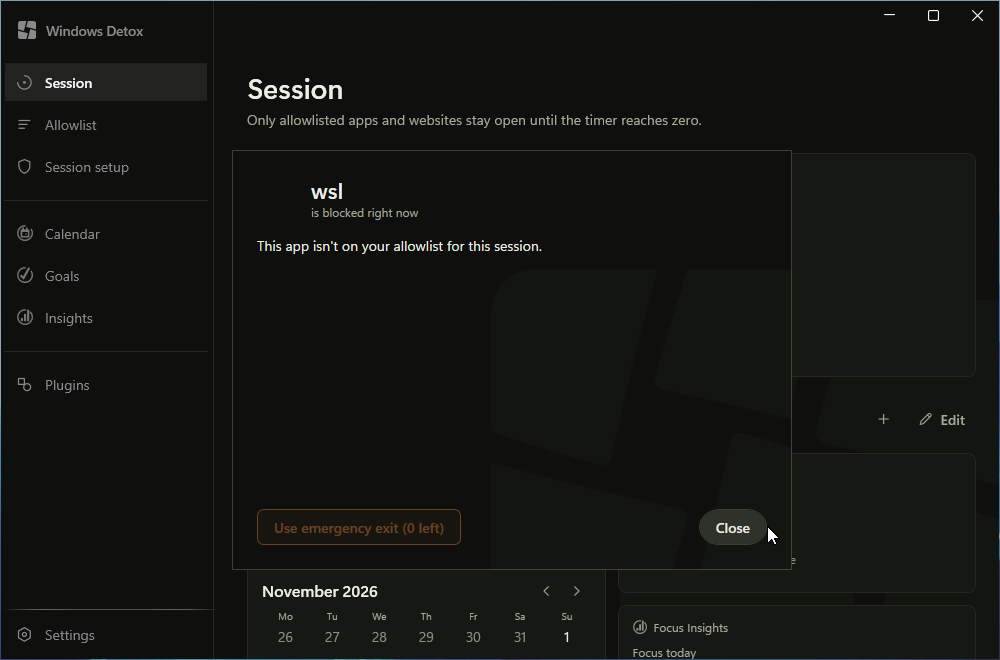 Windows Detox
Session
Allowlist
Session setup
Calendar
Goals
Insights
Plugins
Settings
Session
Only allowlisted apps and websites stay open until the timer reaches zero.
wsl
is blocked right now
This app isn't on your allowlist for this session.
Use emergency exit (0 left)
Close
Edit
November 2026
Mo Tu We Th Fr Sa Su
26 27 28 29 30 31 1
Focus Insights
Focus today